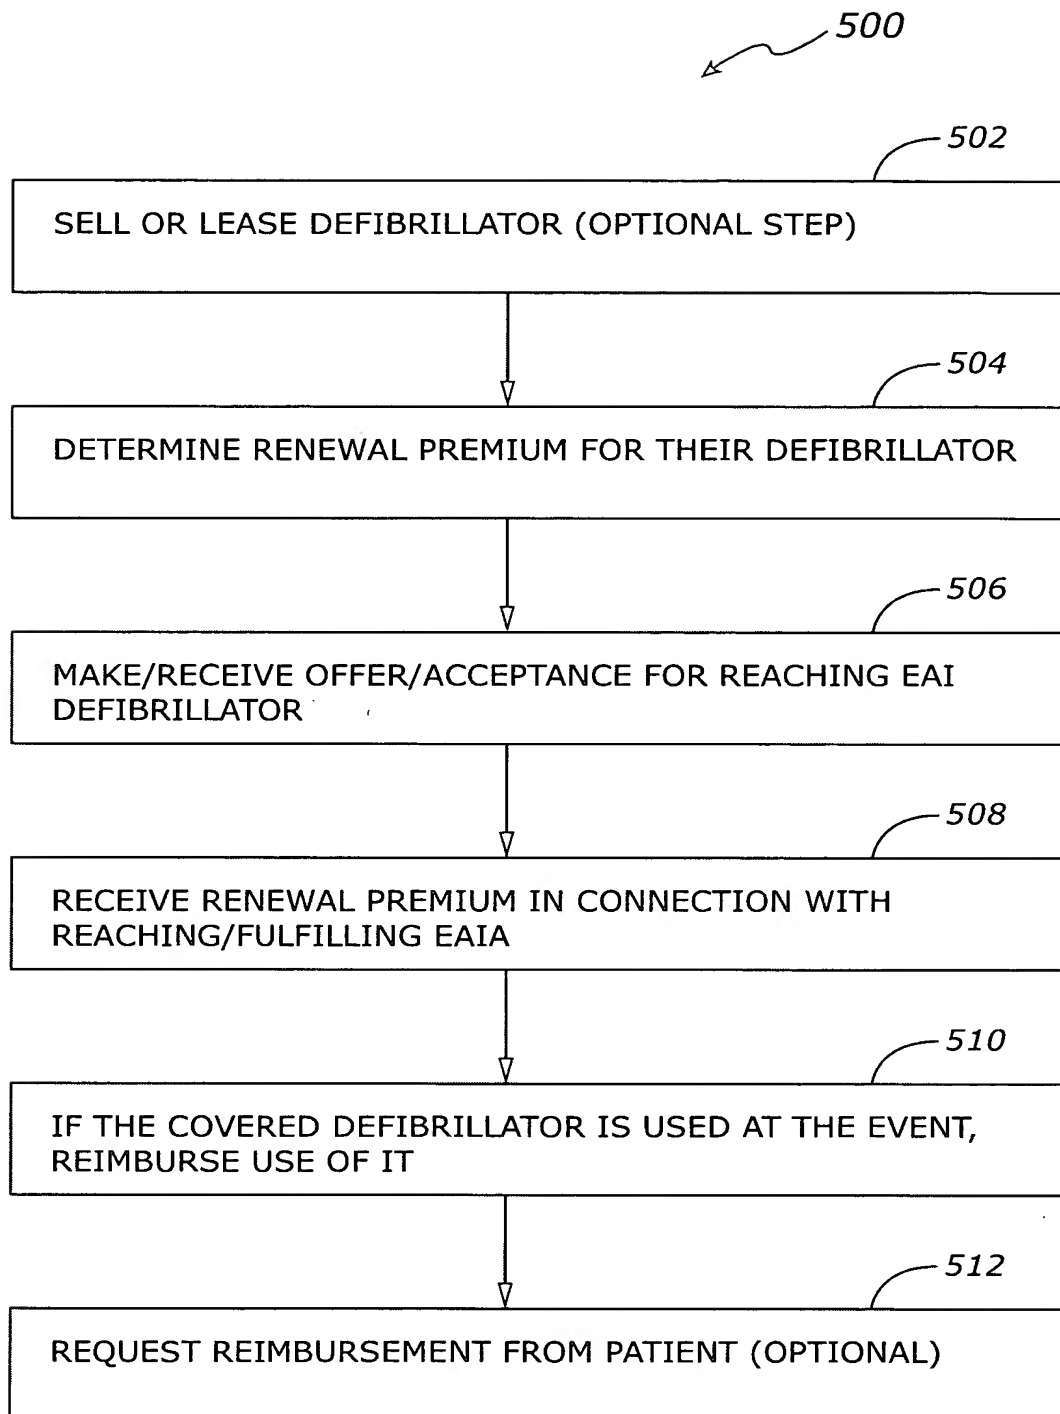 500
502
SELL OR LEASE DEFIBRILLATOR (OPTIONAL STEP)
504
DETERMINE RENEWAL PREMIUM FOR THEIR DEFIBRILLATOR
506
MAKE/RECEIVE OFFER/ACCEPTANCE FOR REACHING EAI
DEFIBRILLATOR
508
RECEIVE RENEWAL PREMIUM IN CONNECTION WITH
REACHING/FULFILLING EAIA
510
IF THE COVERED DEFIBRILLATOR IS USED AT THE EVENT,
REIMBURSE USE OF IT
512
REQUEST REIMBURSEMENT FROM PATIENT (OPTIONAL)